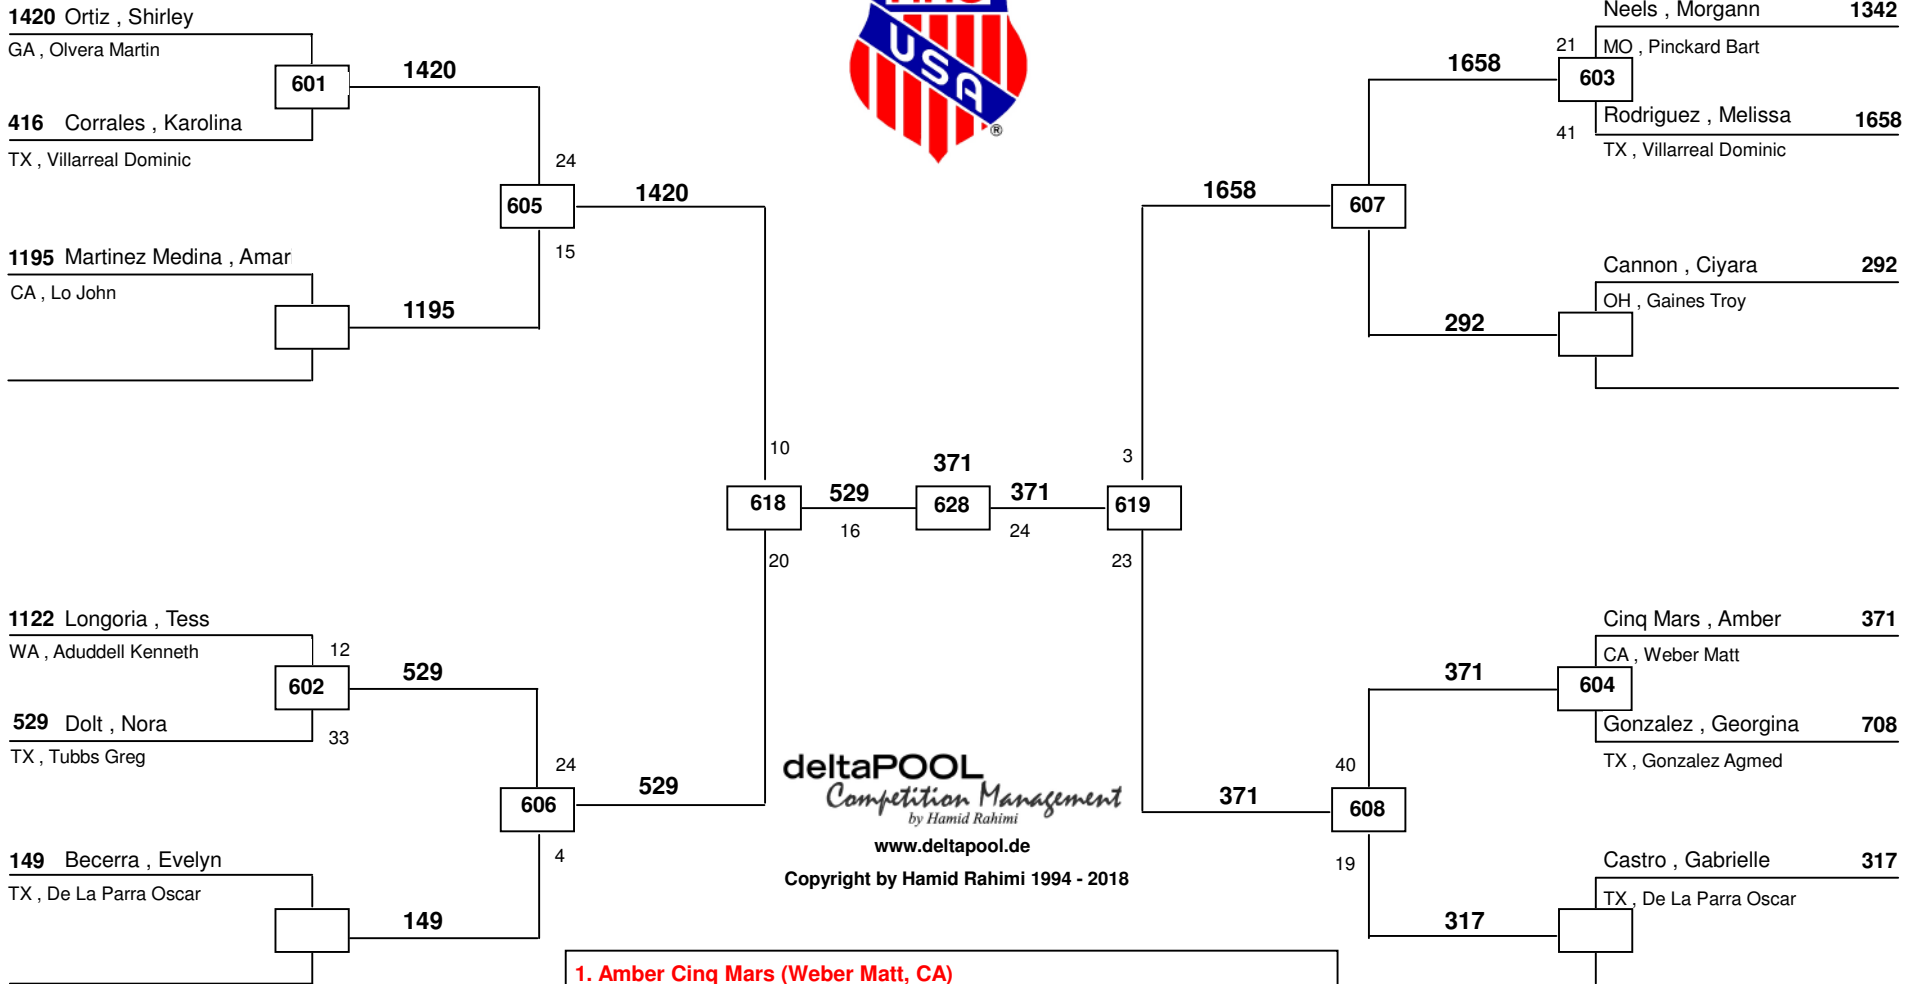 1420 Ortiz , Shirley
GA , Olvera Martin
601
1420
416 Corrales , Karolina
TX , Villarreal Dominic
24
605
1420
15
1195 Martinez Medina , Amar
CA , Lo John
1195
USA
®
Neels , Morgann 1342
21
MO , Pinckard Bart
1658
603
Rodriguez , Melissa 1658
41
TX , Villarreal Dominic
1658
607
Cannon , Ciyara 292
OH , Gaines Troy
292
10
618
20
529
16
371
628
371
24
3
619
23
1122 Longoria , Tess
WA , Aduddell Kenneth
12
602
529
529 Dolt , Nora
33
TX , Tubbs Greg
24
606
529
4
149 Becerra , Evelyn
TX , De La Parra Oscar
149
Cinq Mars , Amber 371
CA , Weber Matt
371
604
Gonzalez , Georgina 708
TX , Gonzalez Agmed
40
371
608
19
Castro , Gabrielle 317
TX , De La Parra Oscar
317
deltaPOOL
Competition Management
by Hamid Rahimi
www.deltapool.de
Copyright by Hamid Rahimi 1994 - 2018
1. Amber Cinq Mars (Weber Matt, CA)